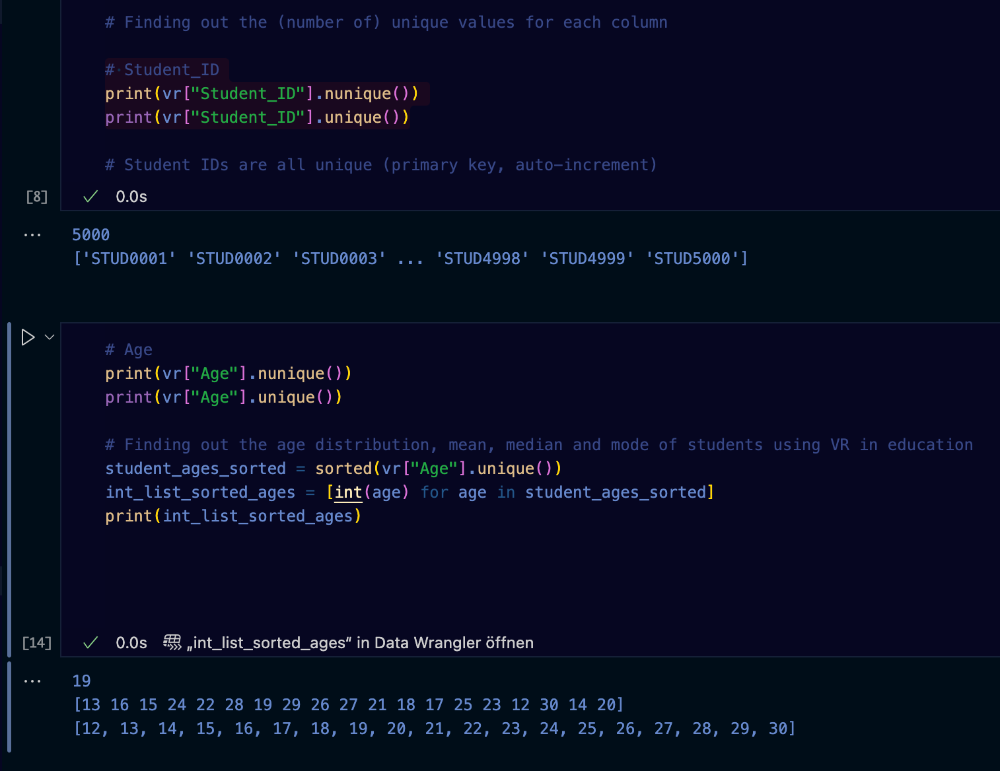 # Finding out the (number of) unique values for each column
# Student_ID
print(vr["Student_ID"].nunique())
print(vr["Student_ID"].unique())
# Student IDs are all unique (primary key, auto-increment)
[8] 0.0s
... 5000
['STUD0001' 'STUD0002' 'STUD0003' ... 'STUD4998' 'STUD4999' 'STUD5000']
# Age
print(vr["Age"].nunique())
print(vr["Age"].unique())
# Finding out the age distribution, mean, median and mode of students using VR in education
student_ages_sorted = sorted(vr["Age"].unique())
int_list_sorted_ages = [int(age) for age in student_ages_sorted]
print(int_list_sorted_ages)
[14] 0.0s „int_list_sorted_ages“ in Data Wrangler öffnen
... 19
[13 16 15 24 22 28 19 29 26 27 21 18 17 25 23 12 30 14 20]
[12, 13, 14, 15, 16, 17, 18, 19, 20, 21, 22, 23, 24, 25, 26, 27, 28, 29, 30]